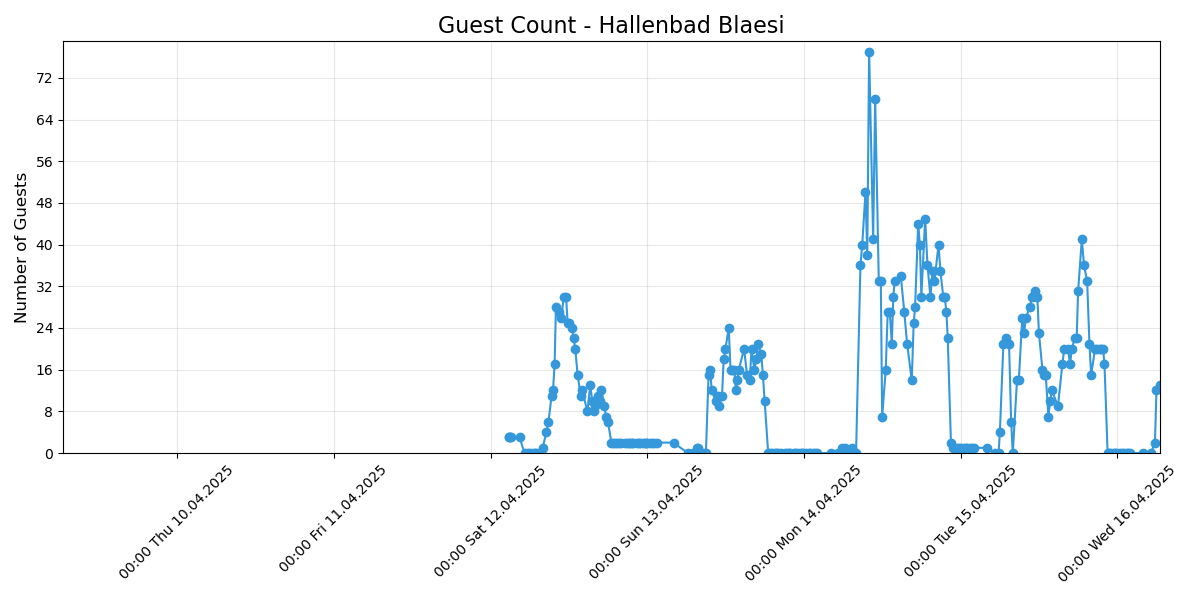 Guest Count - Hallenbad Blaesi
Number of Guests
72
64
56
48
40
32
24
16
8
0
00:00 Thu 10.04.2025
00:00 Fri 11.04.2025
00:00 Sat 12.04.2025
00:00 Sun 13.04.2025
00:00 Mon 14.04.2025
00:00 Tue 15.04.2025
00:00 Wed 16.04.2025